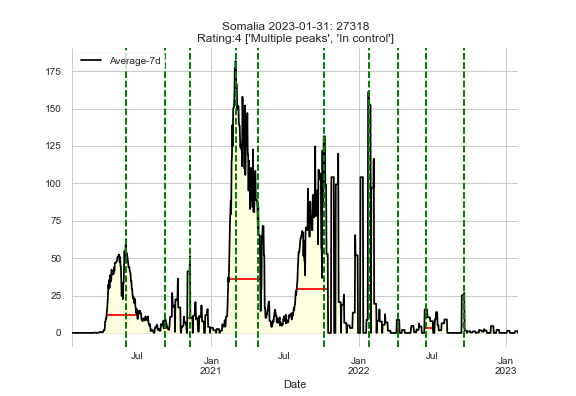 Somalia 2023-01-31: 27318
Rating:4 ['Multiple peaks', 'In control']
Average-7d
175
150
125
100
75
50
25
0
Jul
Jan
2021
Jul
Jan
2022
Jul
Jan
2023
Date